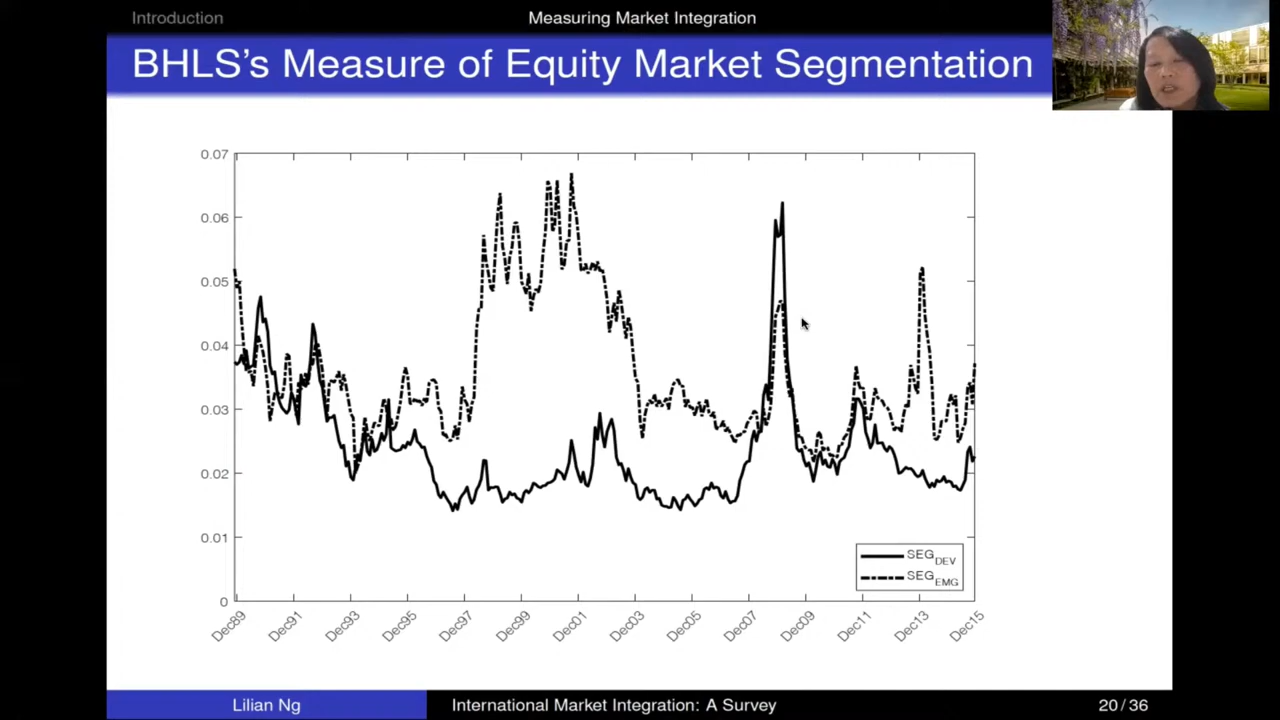 Introduction
Measuring Market Integration
BHLS's Measure of Equity Market Segmentation
0.07
0.06
0.05
0.04
0.03
0.02
0.01
0
Dec89
Dec91
Dec93
Dec95
Dec97
Dec99
Dec01
Dec03
Dec05
Dec07
Dec09
Dec11
Dec13
Dec15
SEG DEV
SEG EMG
Lilian Ng
International Market Integration: A Survey
20 / 36